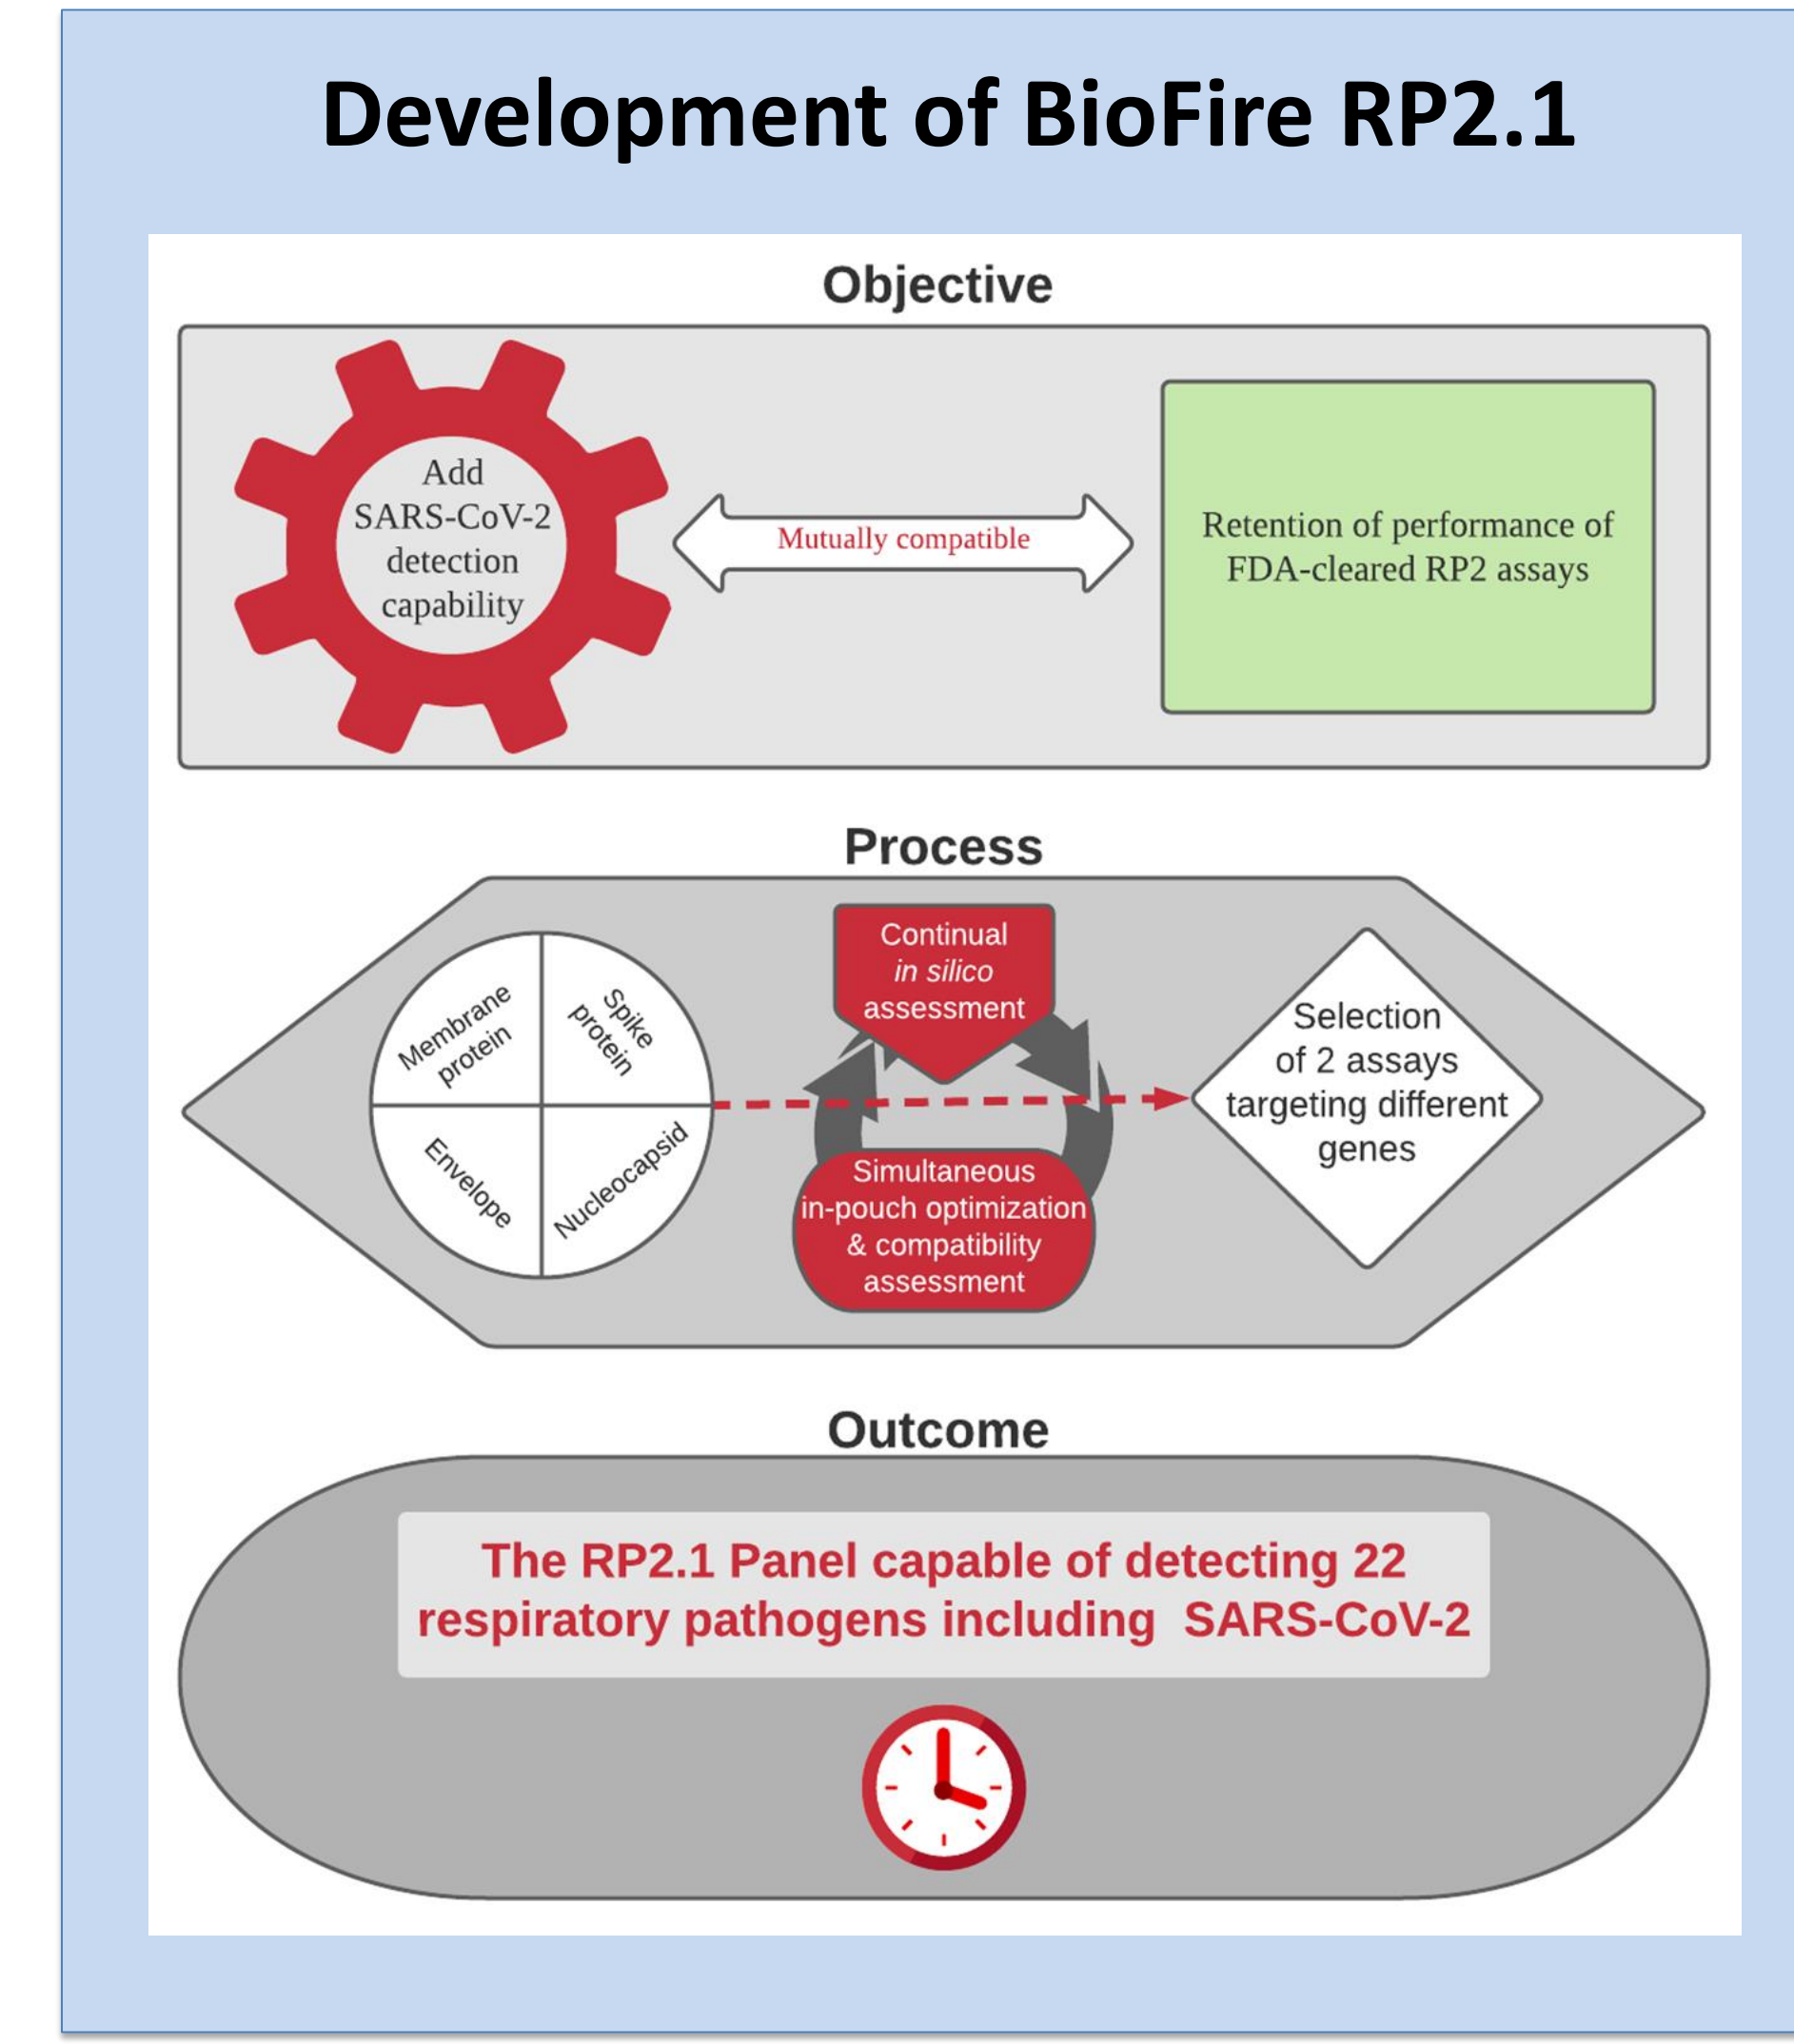 Development of BioFire RP2.1
Objective
Add
SARS-CoV-2
detection
capability
Mutually compatible
Retention of performance of
FDA-cleared RP2 assays
Process
Membrane
protein
Spike
protein
Envelope
Nucleocapsid
Continual
in silico
assessment
Simultaneous
in-pouch optimization
& compatibility
assessment
Selection
of 2 assays
targeting different
genes
Outcome
The RP2.1 Panel capable of detecting 22
respiratory pathogens including SARS-CoV-2